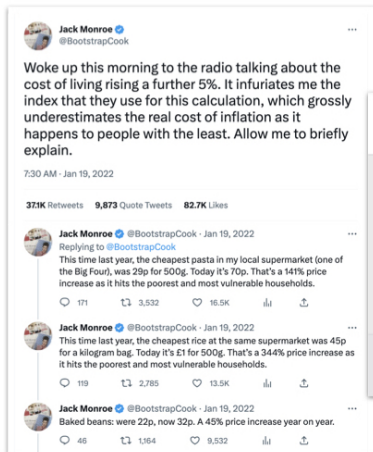 Jack Monroe
@BootstrapCook
Woke up this morning to the radio talking about the
cost of living rising a further 5%. It infuriates me the
index that they use for this calculation, which grossly
underestimates the real cost of inflation as it
happens to people with the least. Allow me to briefly
explain.
7:30 AM · Jan 19, 2022
37.1K Retweets 9,873 Quote Tweets 82.7K Likes
Jack Monroe @BootstrapCook · Jan 19, 2022
Replying to @BootstrapCook
This time last year, the cheapest pasta in my local supermarket (one of
the Big Four), was 29p for 500g. Today it's 70p. That's a 141% price
increase as it hits the poorest and most vulnerable households.
171 3,532 16.5K
Jack Monroe @BootstrapCook · Jan 19, 2022
This time last year, the cheapest rice at the same supermarket was 45p
for a kilogram bag. Today it's £1 for 500g. That's a 344% price increase as
it hits the poorest and most vulnerable households.
119 2,785 13.5K
Jack Monroe @BootstrapCook · Jan 19, 2022
Baked beans: were 22p, now 32p. A 45% price increase year on year.
46 1,164 9,532